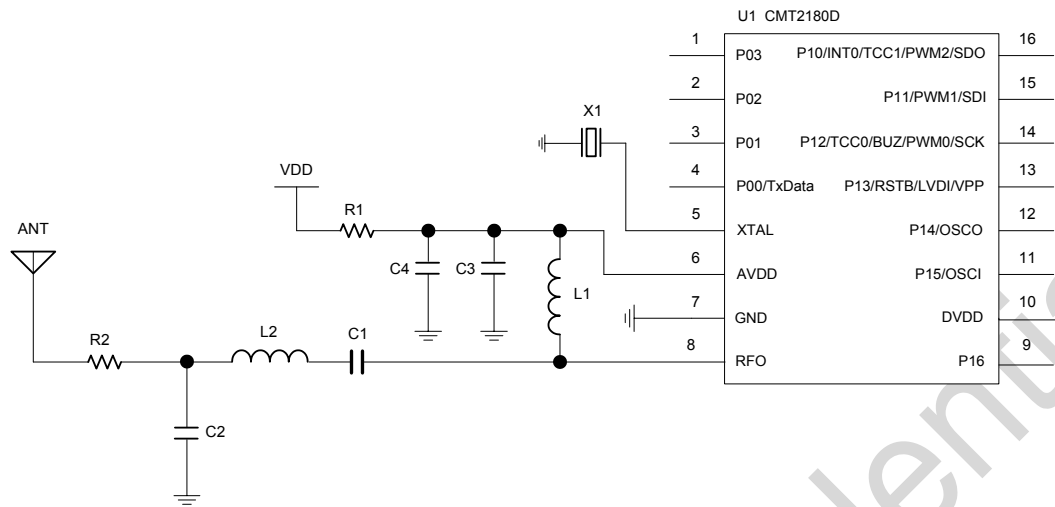 U1 CMT2180D
1 P03 P10/INT0/TCC1/PWM2/SDO 16
2 P02 P11/PWM1/SDI 15
X1
3 P01 P12/TCC0/BUZ/PWM0/SCK 14
4 P00/TxData P13/RSTB/LVDI/VPP 13
VDD
R1
5 XTAL P14/OSCO 12
ANT
C4 C3
6 AVDD P15/OSCI 11
L1
7 GND DVDD 10
R2 L2 C1
8 RFO P16 9
C2